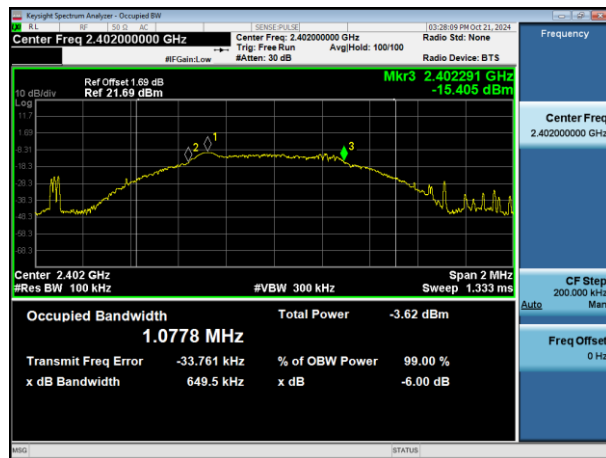 Keysight Spectrum Analyzer - Occupied BW
RL RF 50 Ω AC SENSE:PULSE 03:28:09 PM Oct 21, 2024
Center Freq 2.402000000 GHz Center Freq: 2.402000000 GHz Radio Std: None
Trig: Free Run Avg|Hold: 100/100
#IFGain:Low #Atten: 30 dB Radio Device: BTS
Frequency
Ref Offset 1.69 dB Mkr3 2.402291 GHz
10 dB/div Ref 21.69 dBm -15.405 dBm
Log
11.7
1.69
-8.31
-18.3
-28.3
-38.3
-48.3
-58.3
-68.3
2 1 3
Center Freq
2.402000000 GHz
Center 2.402 GHz Span 2 MHz
#Res BW 100 kHz #VBW 300 kHz Sweep 1.333 ms
CF Step
200.000 kHz
Auto Man
Occupied Bandwidth Total Power -3.62 dBm
1.0778 MHz
Transmit Freq Error -33.761 kHz % of OBW Power 99.00 %
x dB Bandwidth 649.5 kHz x dB -6.00 dB
Freq Offset
0 Hz
MSG STATUS